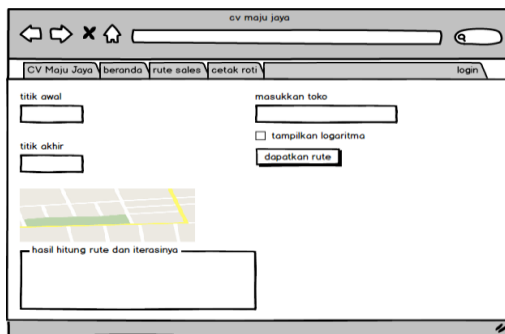 cv maju jaya
CV Maju Jaya beranda rute sales cetak roti login
titik awal
masukkan toko
tampilkan logaritma
titik akhir
dapatkan rute
hasil hitung rute dan iterasinya